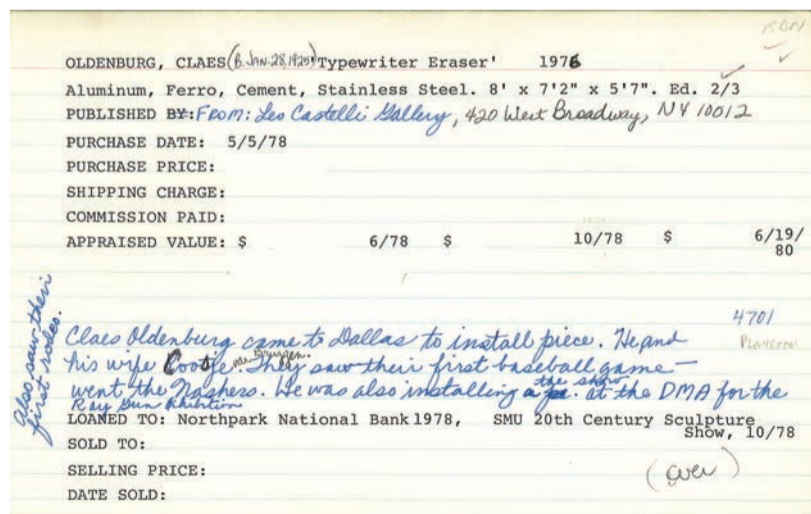 KDN
OLDENBURG, CLAES (B. JAN. 28, 1929) 'Typewriter Eraser' 1976
Aluminum, Ferro, Cement, Stainless Steel. 8' x 7'2" x 5'7". Ed. 2/3
PUBLISHED BY: FROM: Leo Castelli Gallery, 420 West Broadway, NY 10012
PURCHASE DATE: 5/5/78
PURCHASE PRICE:
SHIPPING CHARGE:
COMMISSION PAID:
APPRAISED VALUE: $ 6/78 $ 10/78 $ 6/19/
80
4701
Claes Oldenburg came to Dallas to install piece. He and
his wife Coosje van Bruggen. They saw their first baseball game –
went the Nashers. He was also installing the show at the DMA for the
Ray Gun Exhibition
also saw their
first rodeo.
LOANED TO: Northpark National Bank 1978, SMU 20th Century Sculpture
Show, 10/78
SOLD TO:
SELLING PRICE:
(over)
DATE SOLD: